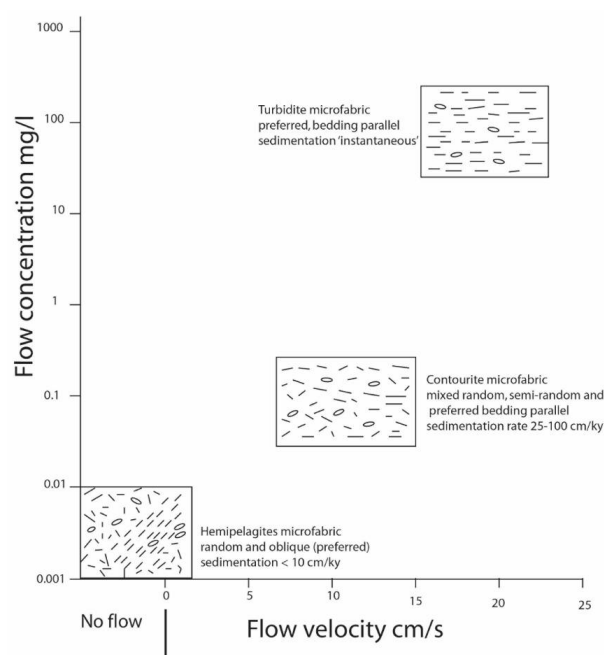 1000
Turbidite microfabric
preferred, bedding parallel
sedimentation 'instantaneous'
100
10
Flow concentration mg/l
1
Contourite microfabric
mixed random, semi-random and
preferred bedding parallel
sedimentation rate 25-100 cm/ky
0.1
0.01
Hemipelagites microfabric
random and oblique (preferred)
sedimentation < 10 cm/ky
0.001
0 5 10 15 20 25
No flow
Flow velocity cm/s